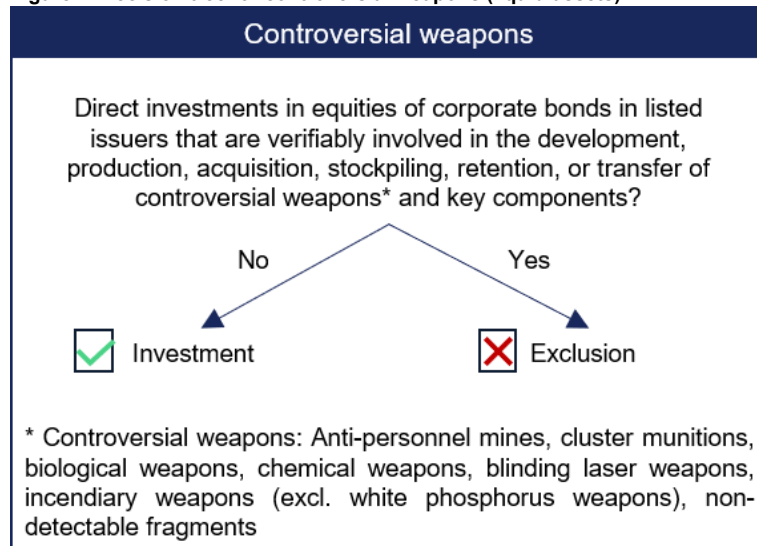 Controversial weapons
Direct investments in equities of corporate bonds in listed
issuers that are verifiably involved in the development,
production, acquisition, stockpiling, retention, or transfer of
controversial weapons* and key components?
No
Yes
Investment
Exclusion
* Controversial weapons: Anti-personnel mines, cluster munitions,
biological weapons, chemical weapons, blinding laser weapons,
incendiary weapons (excl. white phosphorus weapons), non-
detectable fragments